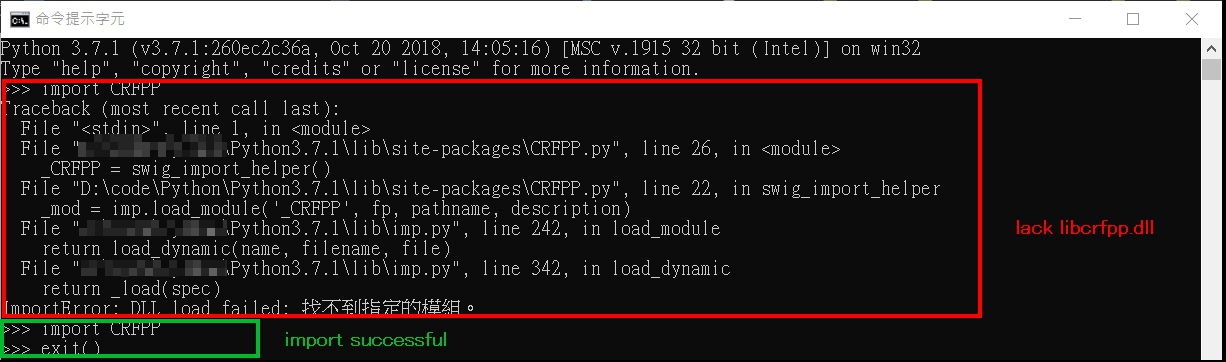 命令提示字元
Python 3.7.1 (v3.7.1:260ec2c36a, Oct 20 2018, 14:05:16) [MSC v.1915 32 bit (Intel)] on win32
Type "help", "copyright", "credits" or "license" for more information.
>>> import CRFPP
Traceback (most recent call last):
  File "<stdin>", line 1, in <module>
  File "\Python3.7.1\lib\site-packages\CRFPP.py", line 26, in <module>
    _CRFPP = swig_import_helper()
  File "D:\code\Python\Python3.7.1\lib\site-packages\CRFPP.py", line 22, in swig_import_helper
    _mod = imp.load_module('_CRFPP', fp, pathname, description)
  File "\Python3.7.1\lib\imp.py", line 242, in load_module
    return load_dynamic(name, filename, file)
  File "\Python3.7.1\lib\imp.py", line 342, in load_dynamic
    return _load(spec)
ImportError: DLL load failed: 找不到指定的模組。
lack libcrfpp.dll
>>> import CRFPP
>>> exit()
import successful